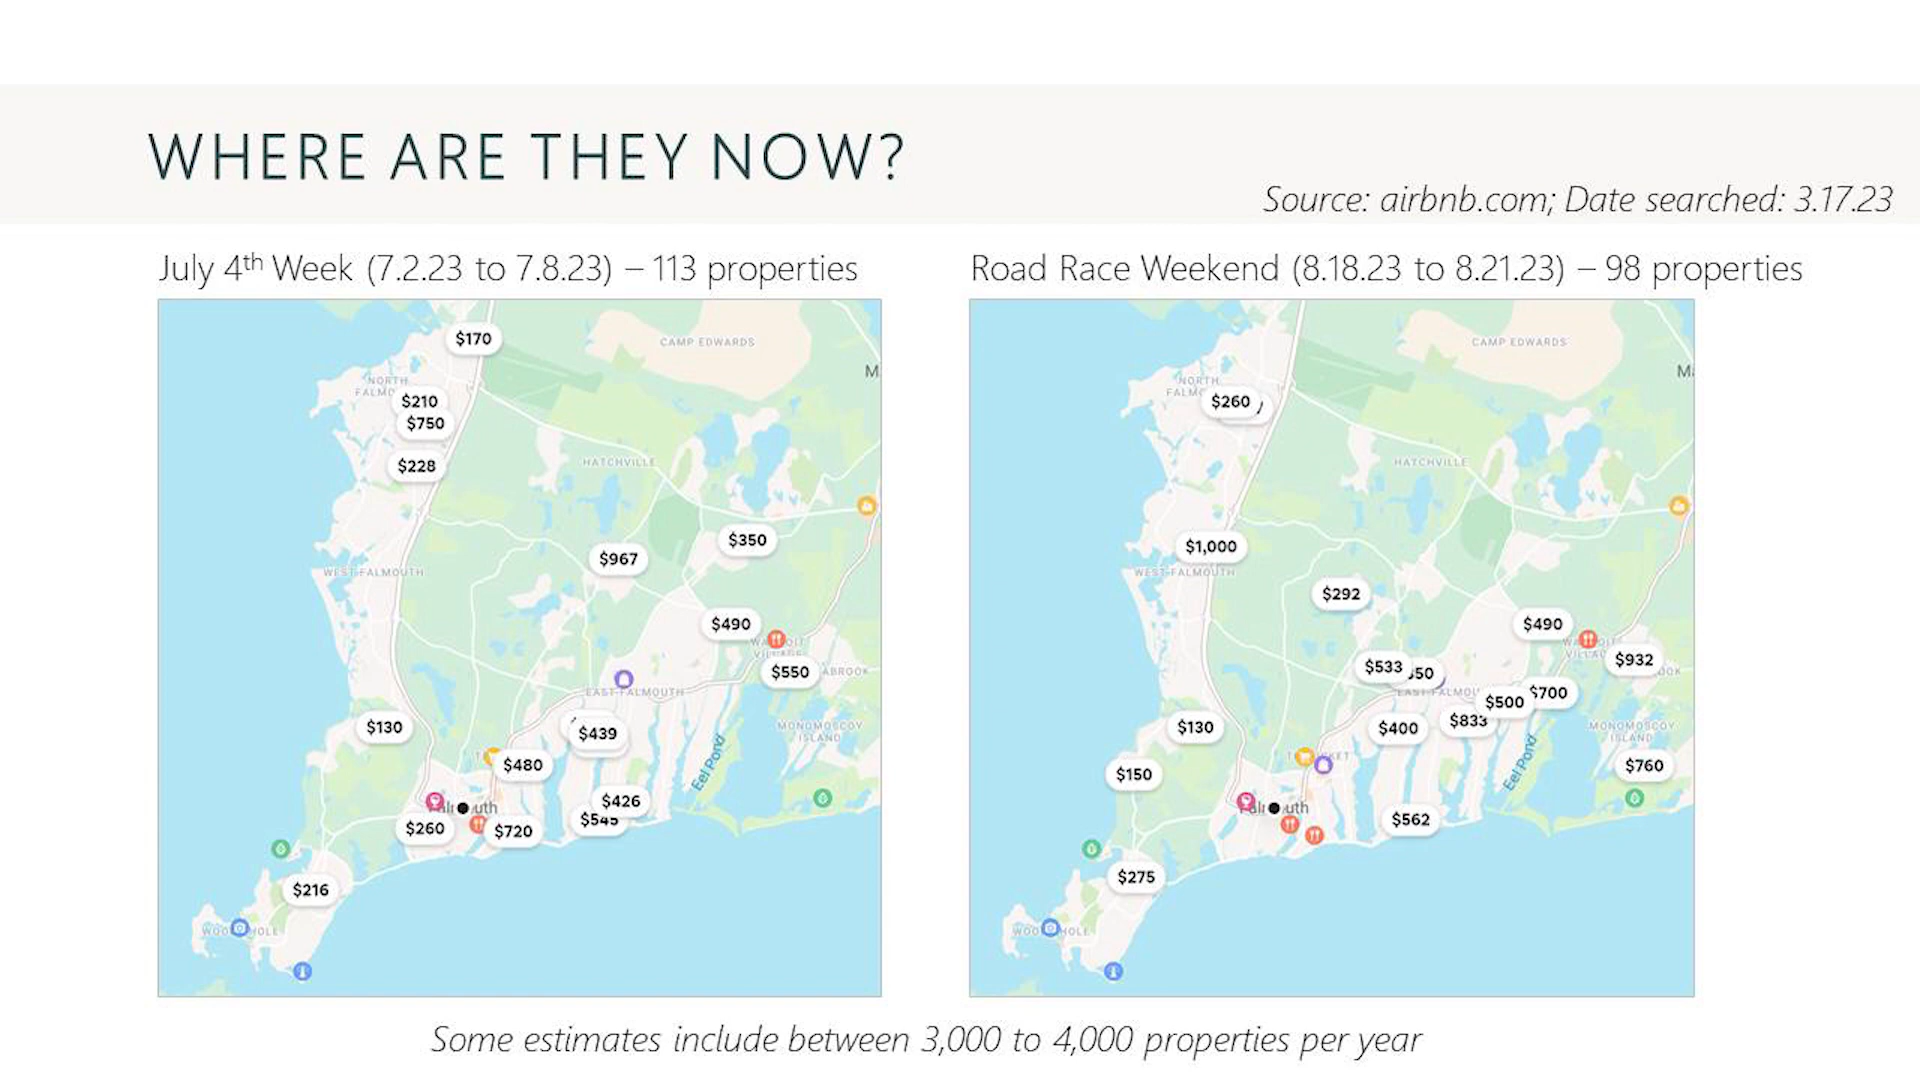 WHERE ARE THEY NOW?
Source: airbnb.com; Date searched: 3.17.23
July 4th Week (7.2.23 to 7.8.23) – 113 properties
$170
CAMP EDWARDS
NORTH
$210
$750
$228
HATCHVILLE
$350
$967
WEST FALMOUTH
$490
$550
EAST FALMOUTH
$130
$439
MONOMOSCOY
ISLAND
$480
Eel Pond
$426
$545
$260
$720
$216
Road Race Weekend (8.18.23 to 8.21.23) – 98 properties
CAMP EDWARDS
NORTH
$260
HATCHVILLE
$1,000
WEST FALMOUTH
$292
$490
$932
$533
$700
$500
$833
$400
$130
MONOMOSCOY
ISLAND
$150
$760
Eel Pond
$562
$275
Some estimates include between 3,000 to 4,000 properties per year